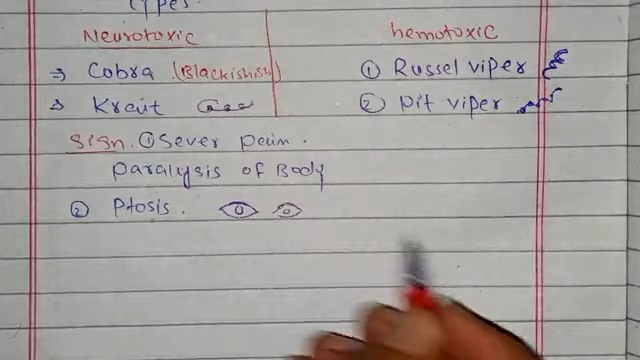 Types.
Neurotoxic
hemotoxic
⇒ Cobra (Blackishish)
① Russel viper
⇒ Krait
② Pit viper
Sign. ① Sever pain.
Paralysis of Body
② Ptosis.